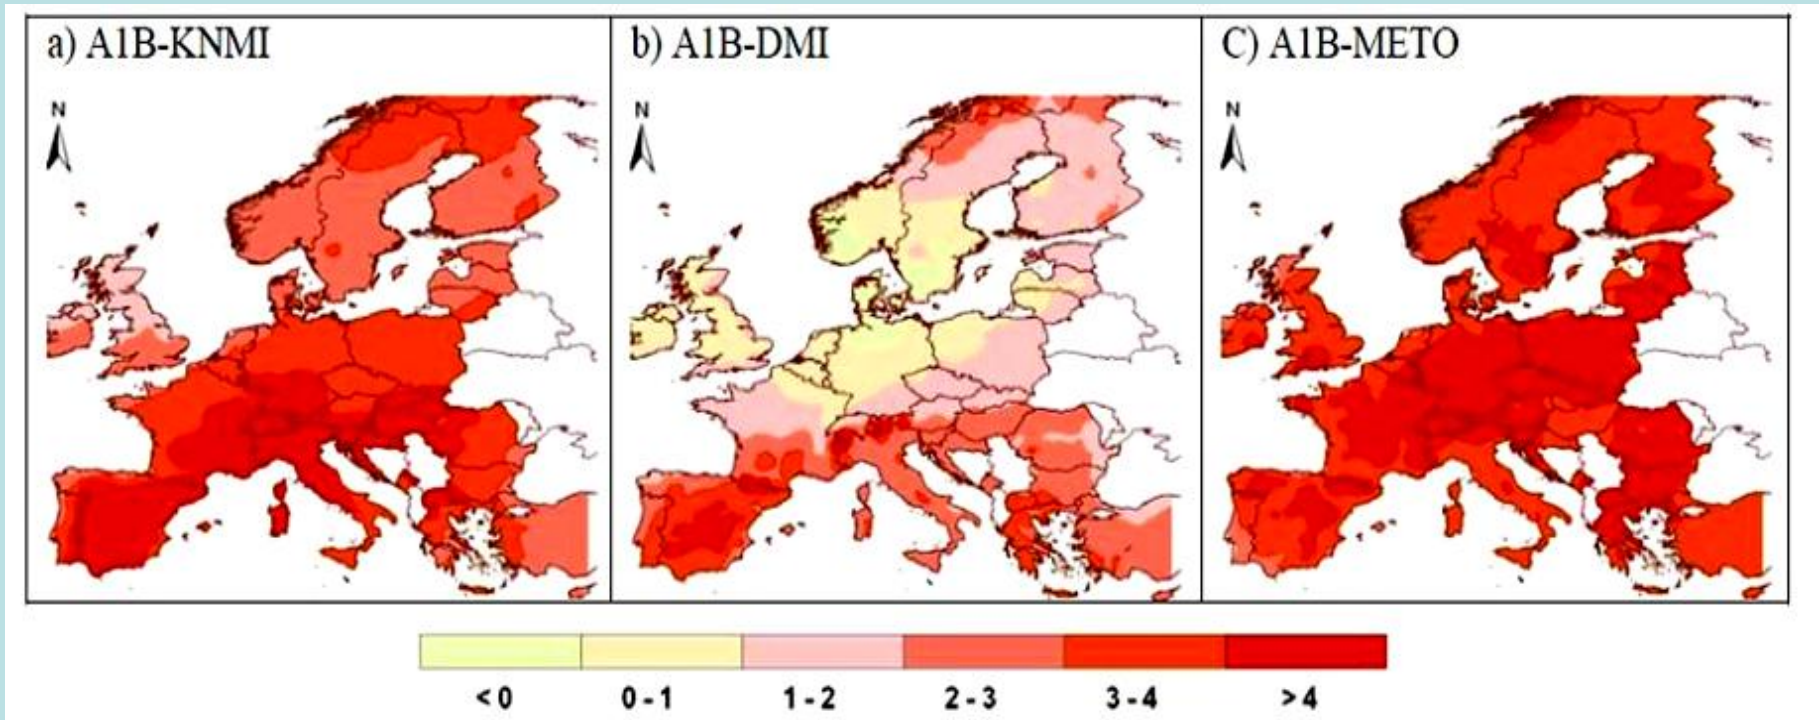 a) A1B-KNMI
b) A1B-DMI
C) A1B-METO
N
N
N
< 0
0 - 1
1 - 2
2 - 3
3 - 4
> 4